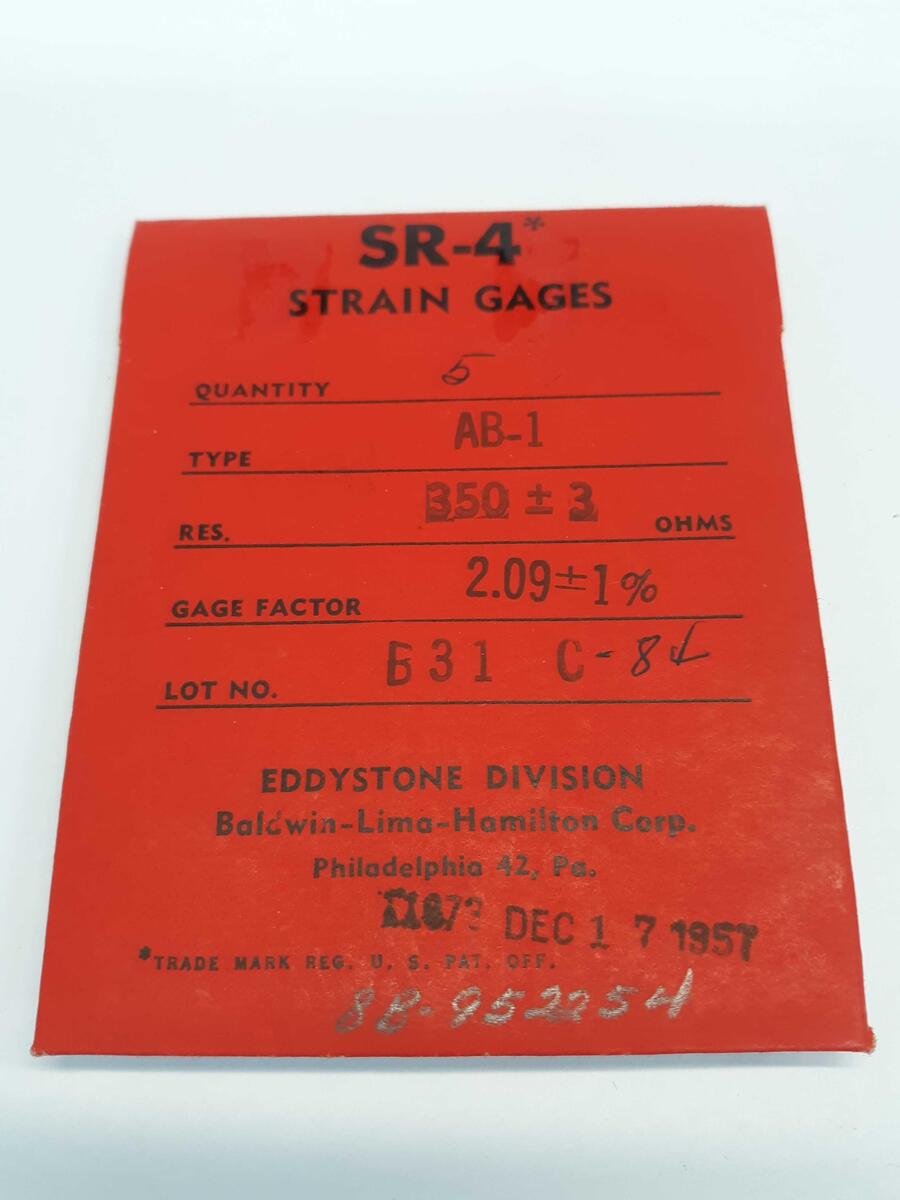 SR-4*
STRAIN GAGES
QUANTITY 5
TYPE AB-1
RES. 350 ± 3 OHMS
GAGE FACTOR 2.09±1%
LOT NO. B31 C-8
EDDYSTONE DIVISION
Baldwin-Lima-Hamilton Corp.
Philadelphia 42, Pa.
DEC 17 1957
*TRADE MARK REG. U. S. PAT. OFF.
8B-952254